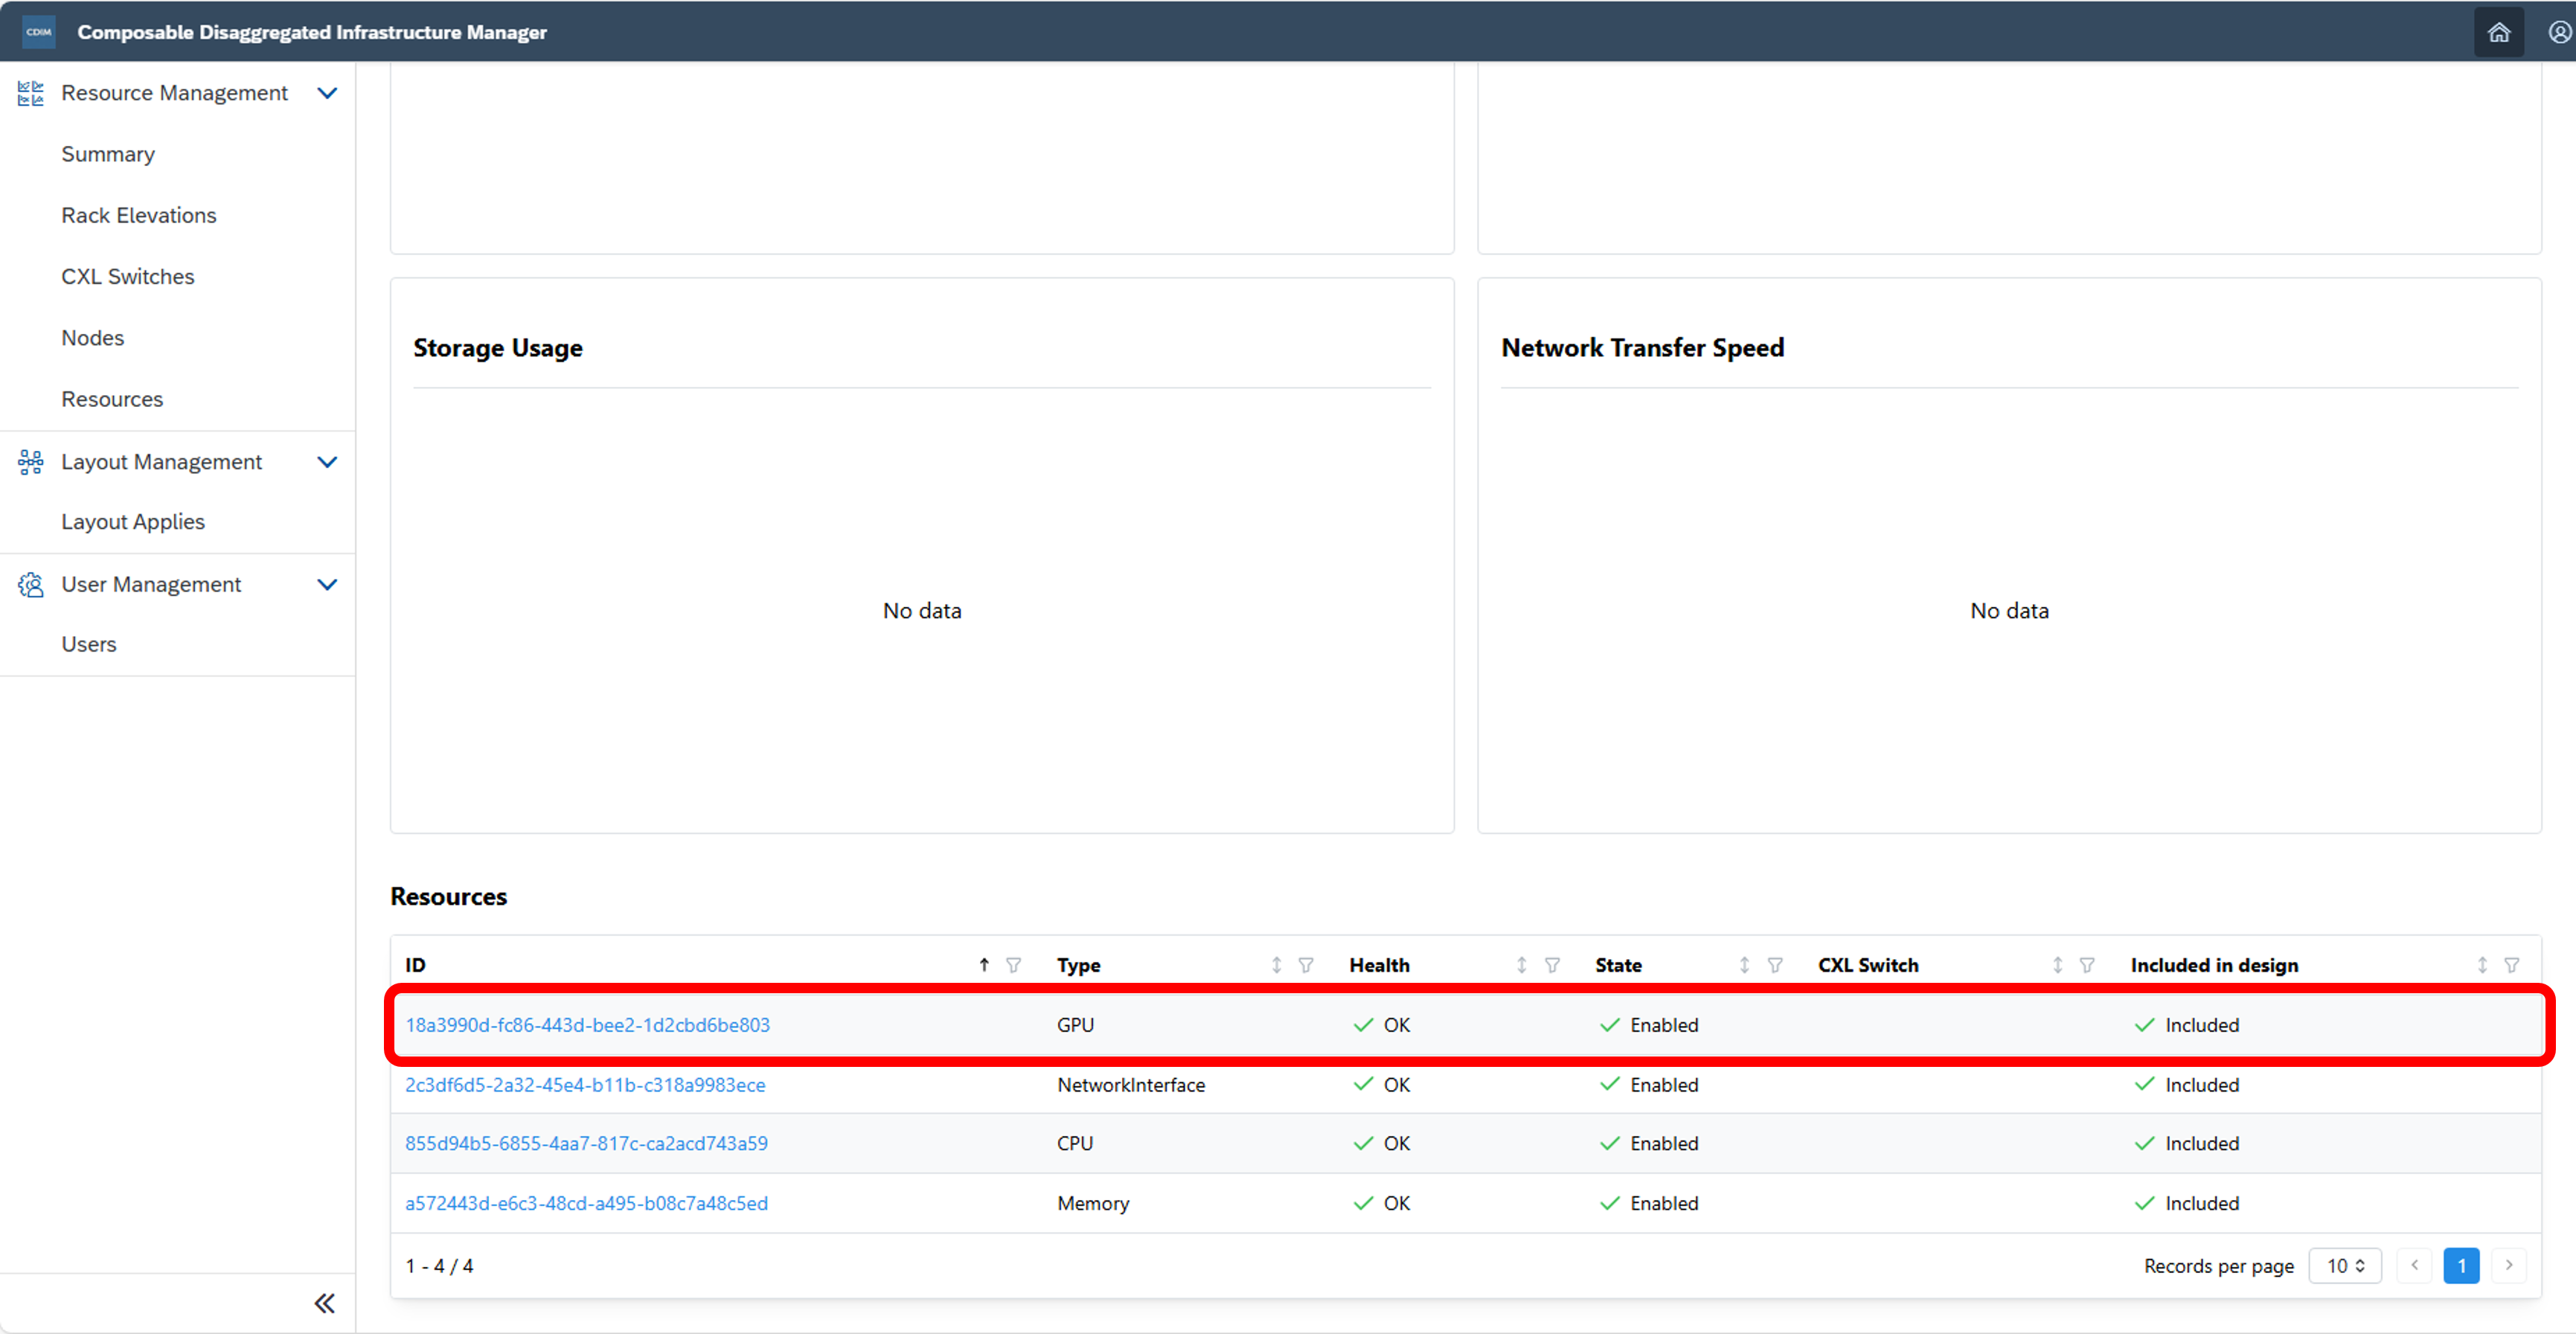 CDIM Composable Disaggregated Infrastructure Manager
Resource Management
Summary
Rack Elevations
CXL Switches
Nodes
Resources
Layout Management
Layout Applies
User Management
Users
Storage Usage
No data
Network Transfer Speed
No data
Resources
ID Type Health State CXL Switch Included in design
18a3990d-fc86-443d-bee2-1d2cbd6be803 GPU OK Enabled Included
2c3df6d5-2a32-45e4-b11b-c318a9983ece NetworkInterface OK Enabled Included
855d94b5-6855-4aa7-817c-ca2acd743a59 CPU OK Enabled Included
a572443d-e6c3-48cd-a495-b08c7a48c5ed Memory OK Enabled Included
1 - 4 / 4 Records per page 10 1